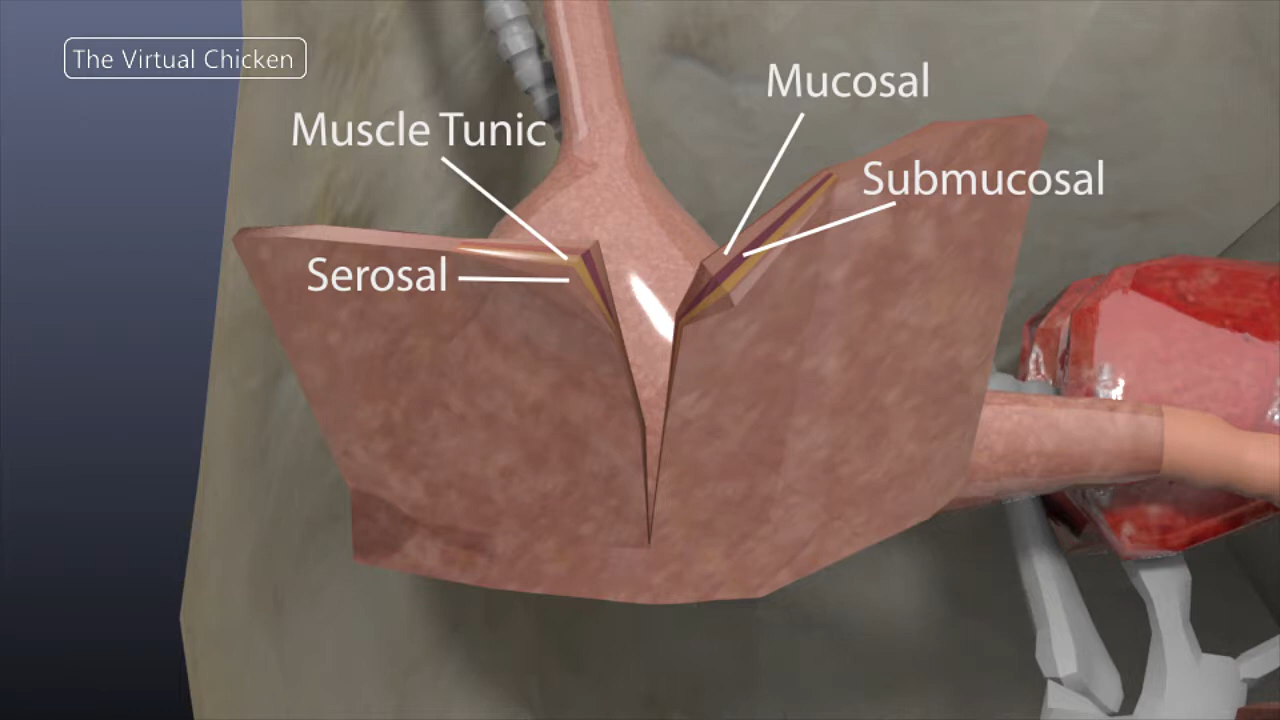 The Virtual Chicken
Mucosal
Muscle Tunic
Submucosal
Serosal